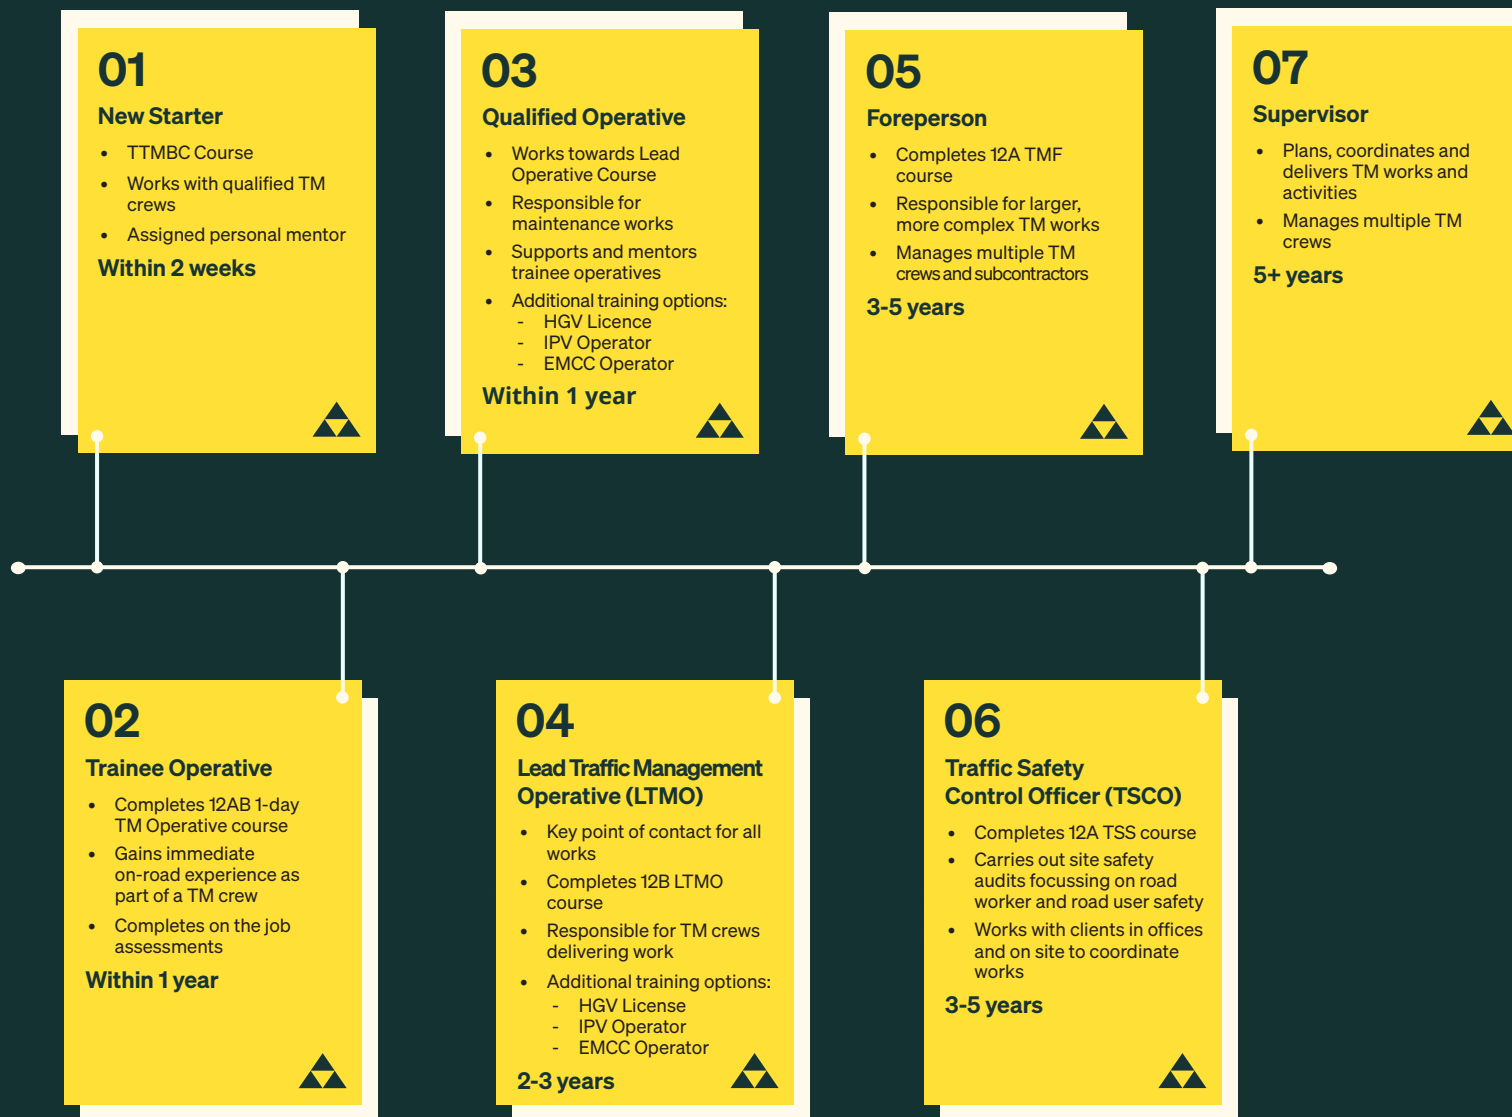 01
New Starter
• TTMBC Course
• Works with qualified TM
crews
• Assigned personal mentor
Within 2 weeks
02
Trainee Operative
• Completes 12AB 1-day
TM Operative course
• Gains immediate
on-road experience as
part of a TM crew
• Completes on the job
assessments
Within 1 year
03
Qualified Operative
• Works towards Lead
Operative Course
• Responsible for
maintenance works
• Supports and mentors
trainee operatives
• Additional training options:
- HGV Licence
- IPV Operator
- EMCC Operator
Within 1 year
04
Lead Traffic Management
Operative (LTMO)
• Key point of contact for all
works
• Completes 12B LTMO
course
• Responsible for TM crews
delivering work
• Additional training options:
- HGV License
- IPV Operator
- EMCC Operator
2-3 years
05
Foreperson
• Completes 12A TMF
course
• Responsible for larger,
more complex TM works
• Manages multiple TM
crews and subcontractors
3-5 years
06
Traffic Safety
Control Officer (TSCO)
• Completes 12A TSS course
• Carries out site safety
audits focussing on road
worker and road user safety
• Works with clients in offices
and on site to coordinate
works
3-5 years
07
Supervisor
• Plans, coordinates and
delivers TM works and
activities
• Manages multiple TM
crews
5+ years